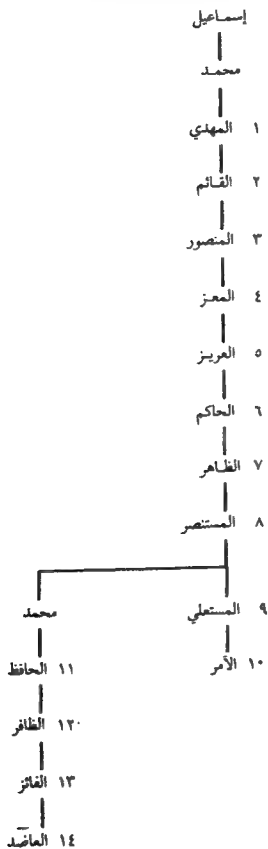 إسماعيل
محمد
١ المهدي
٢ القائم
٣ المنصور
٤ المعز
٥ العزيز
٦ الحاكم
٧ الظاهر
٨ المستنصر
٩ المستعلي
محمد
١٠ الآمر
١١ الحافظ
١٢ الظافر
١٣ الفائز
١٤ العاضد